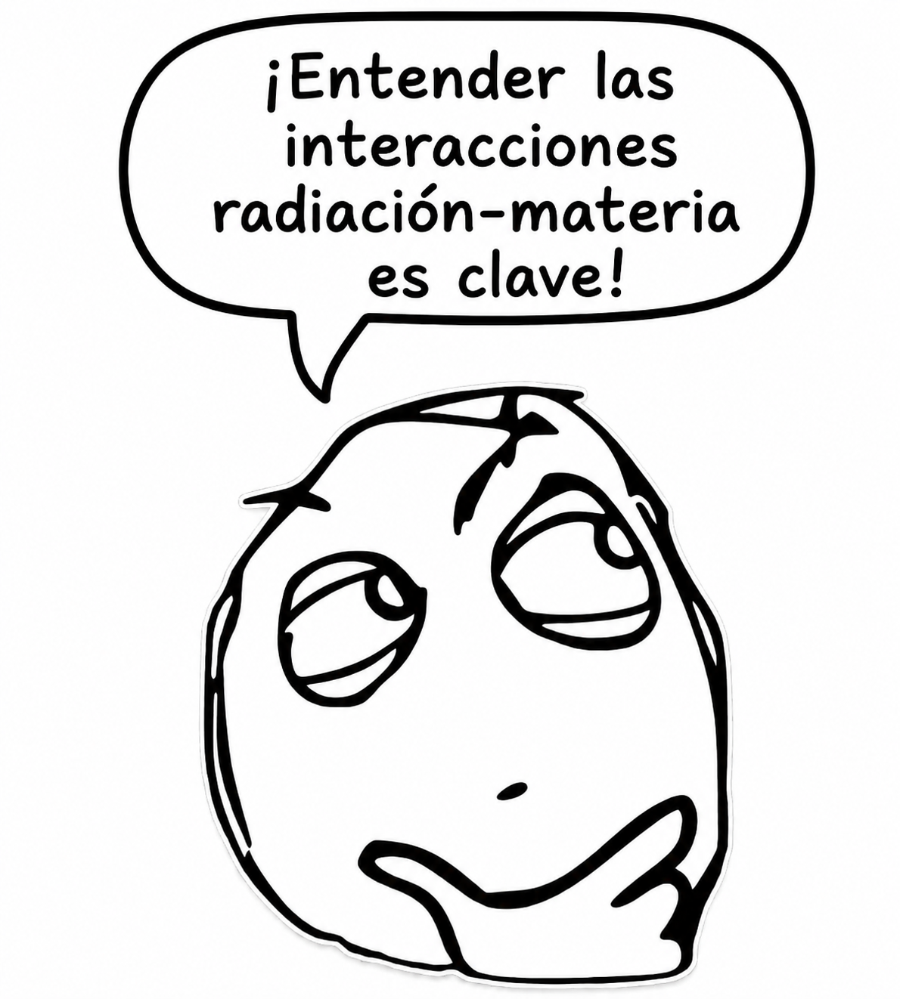 ¡Entender las
interacciones
radiación-materia
es clave!